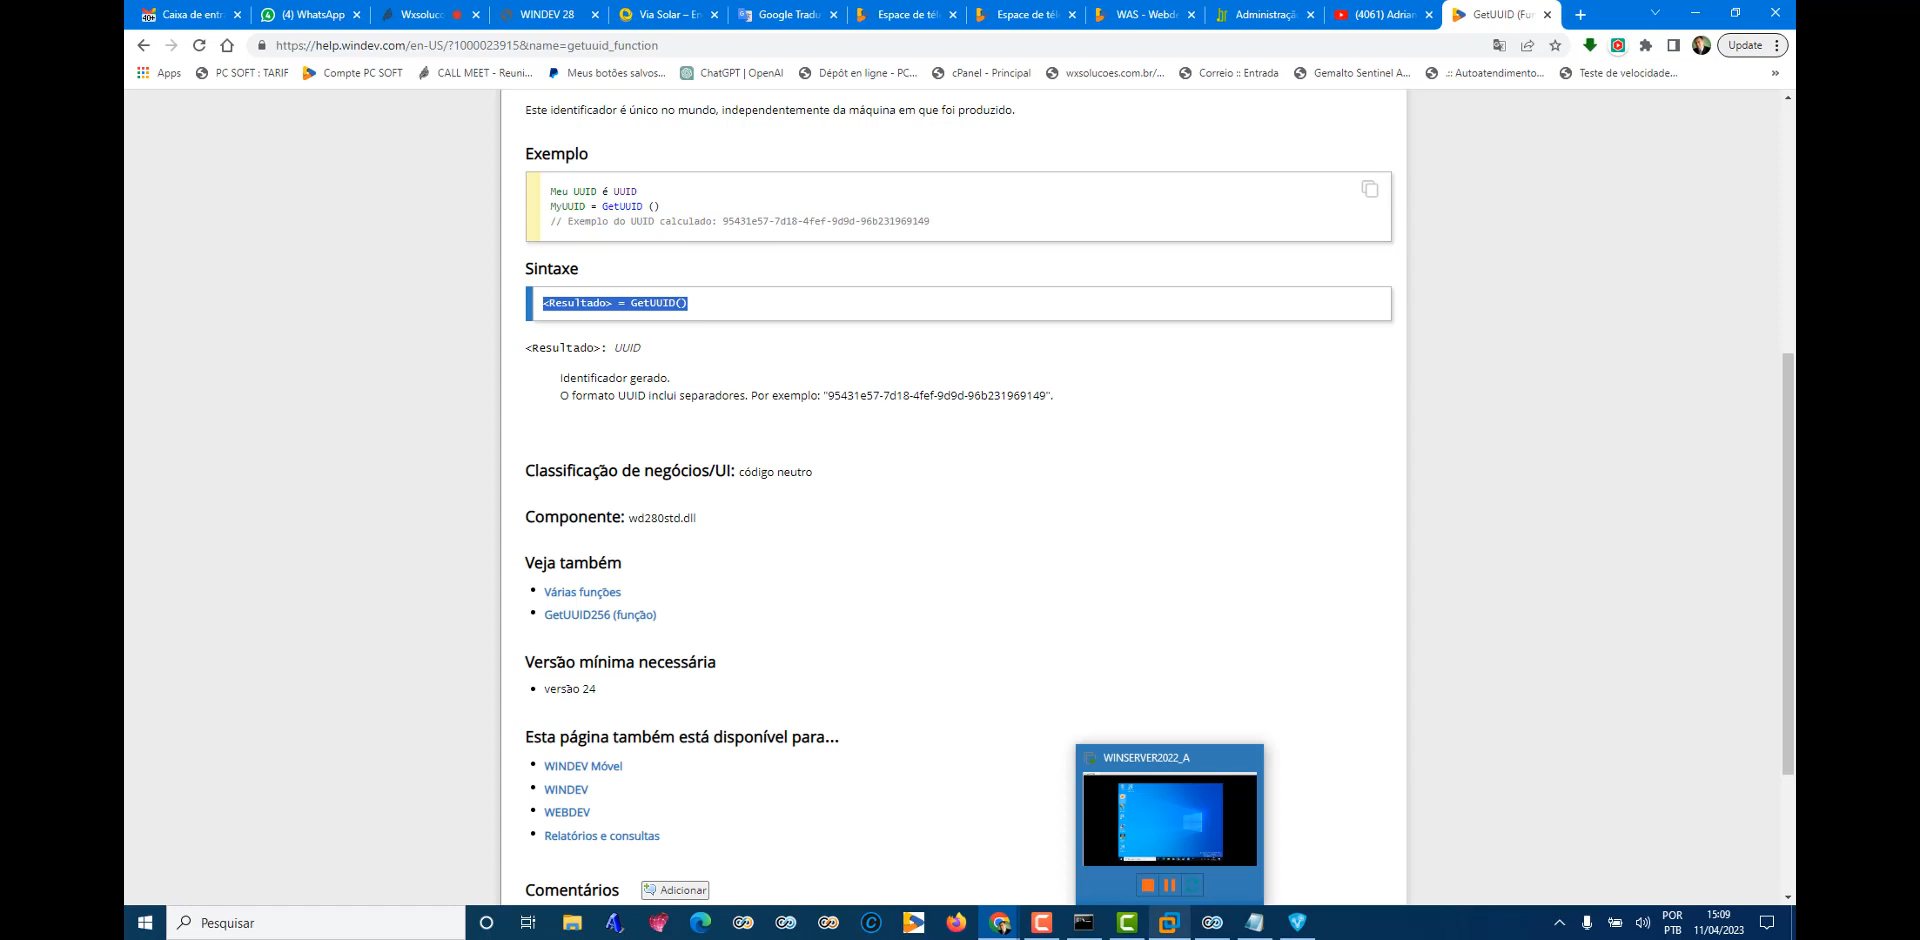 Caixa de entr
(4) WhatsApp
Wxsoluco
WINDEV 28
Via Solar – En
Google Tradu
Espace de tél
Espace de tél
WAS - Webde
Administraçã
(4061) Adrian
GetUUID (Fun
https://help.windev.com/en-US/?1000023915&name=getuuid_function
Update
Apps
PC SOFT : TARIF
Compte PC SOFT
CALL MEET - Reuni...
Meus botões salvos...
ChatGPT | OpenAI
Dépôt en ligne - PC...
cPanel - Principal
wxsolucoes.com.br/...
Correio :: Entrada
Gemalto Sentinel A...
.:: Autoatendimento...
Teste de velocidade...
»
Este identificador é único no mundo, independentemente da máquina em que foi produzido.
Exemplo
Meu UUID é UUID
MyUUID = GetUUID ()
// Exemplo do UUID calculado: 95431e57-7d18-4fef-9d9d-96b231969149
Sintaxe
<Resultado> = GetUUID()
<Resultado>: UUID
Identificador gerado.
O formato UUID inclui separadores. Por exemplo: "95431e57-7d18-4fef-9d9d-96b231969149".
Classificação de negócios/UI: código neutro
Componente: wd280std.dll
Veja também
• Várias funções
• GetUUID256 (função)
Versão mínima necessária
• versão 24
Esta página também está disponível para...
• WINDEV Móvel
• WINDEV
• WEBDEV
• Relatórios e consultas
Comentários
Adicionar
WINSERVER2022_A
Pesquisar
POR
PTB
15:09
11/04/2023